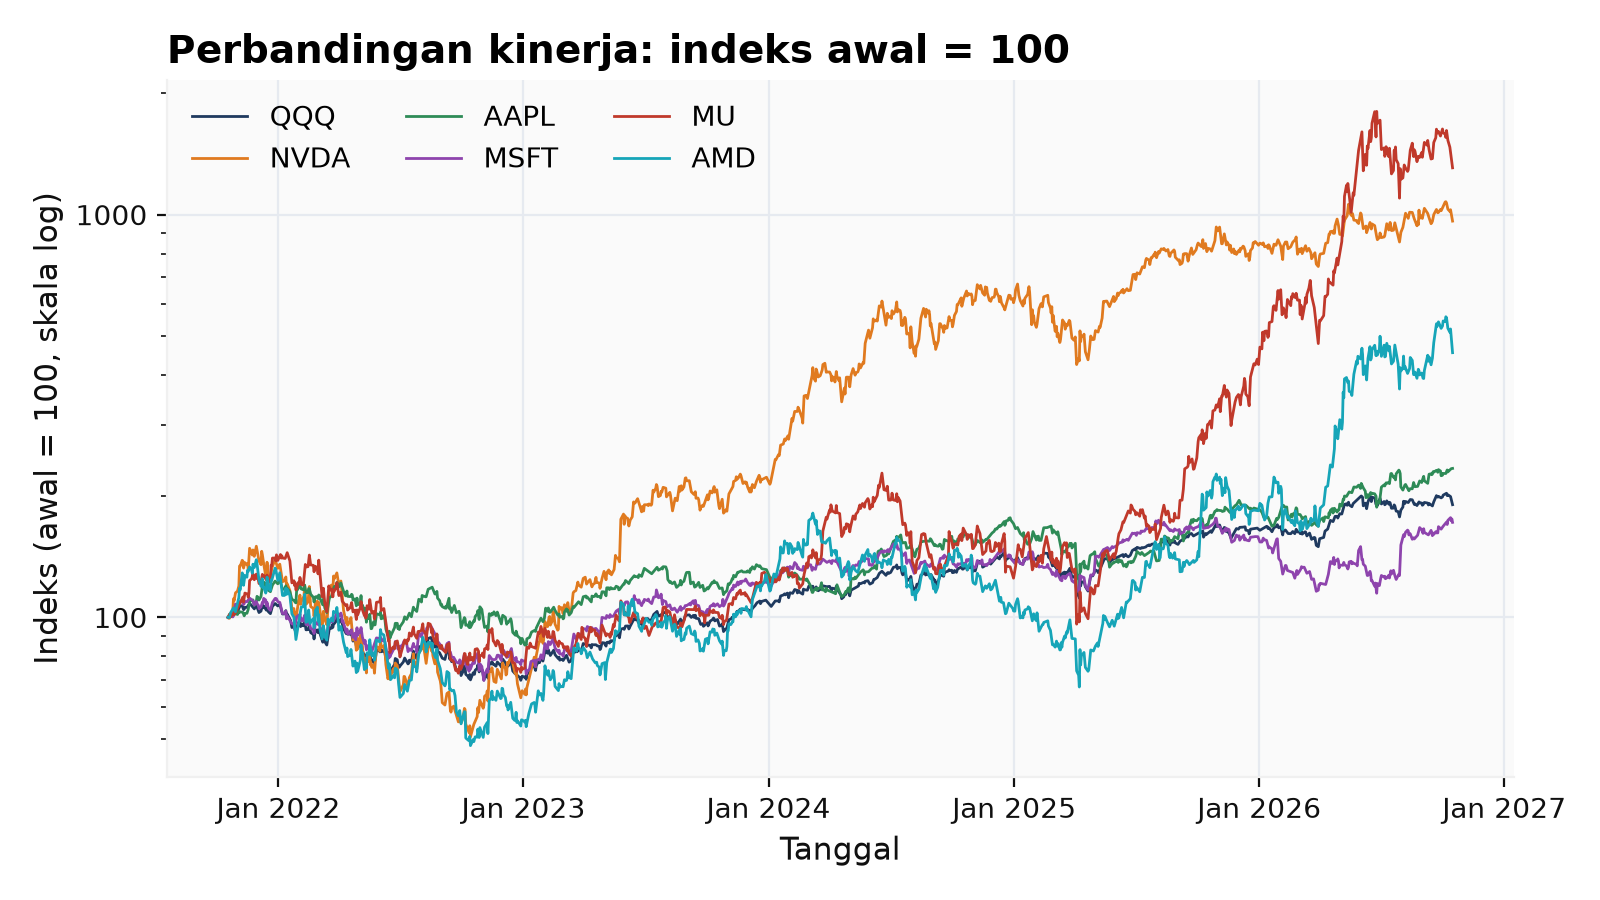 Perbandingan kinerja: indeks awal = 100
QQQ AAPL MU
NVDA MSFT AMD
Indeks (awal = 100, skala log)
1000
100
Jan 2022 Jan 2023 Jan 2024 Jan 2025 Jan 2026 Jan 2027
Tanggal